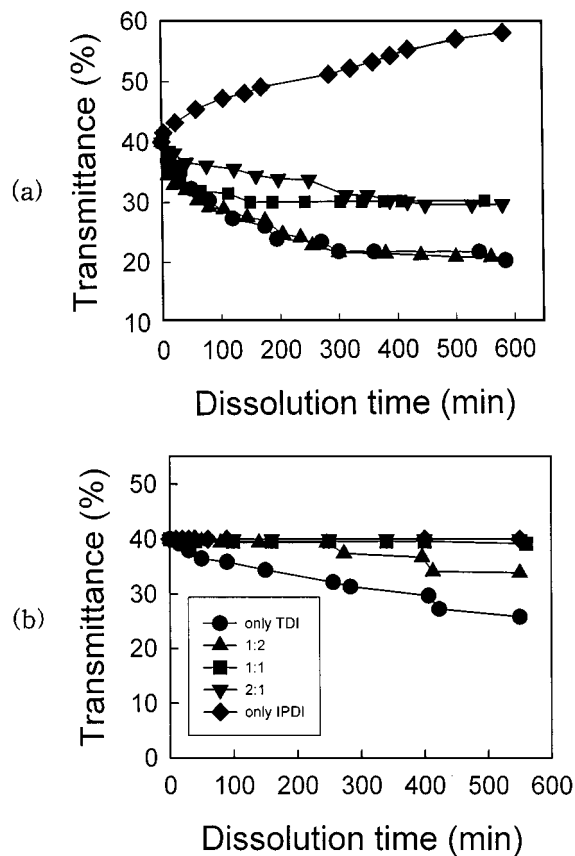 (a)
Transmittance (%)
60
50
40
30
20
10
0 100 200 300 400 500 600
Dissolution time (min)
(b)
Transmittance (%)
50
40
30
20
10
0
only TDI
1:2
1:1
2:1
only IPDI
0 100 200 300 400 500 600
Dissolution time (min)